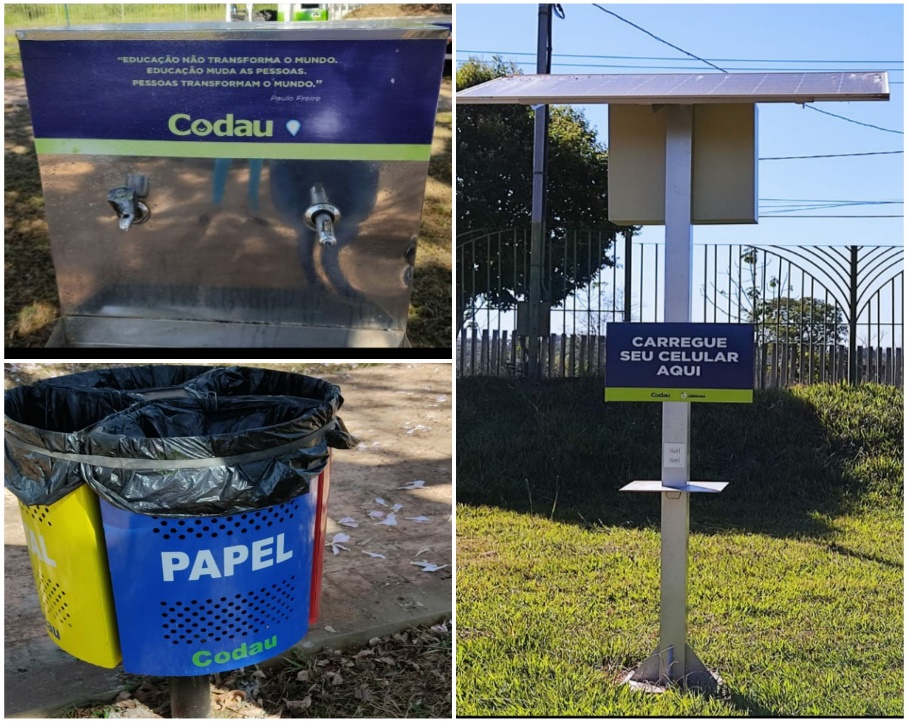 “EDUCAÇÃO NÃO TRANSFORMA O MUNDO.
EDUCAÇÃO MUDA AS PESSOAS.
PESSOAS TRANSFORMAM O MUNDO.”
Paulo Freire
Codau
CARREGUE
SEU CELULAR
AQUI
Codau
AL
PAPEL
Codau